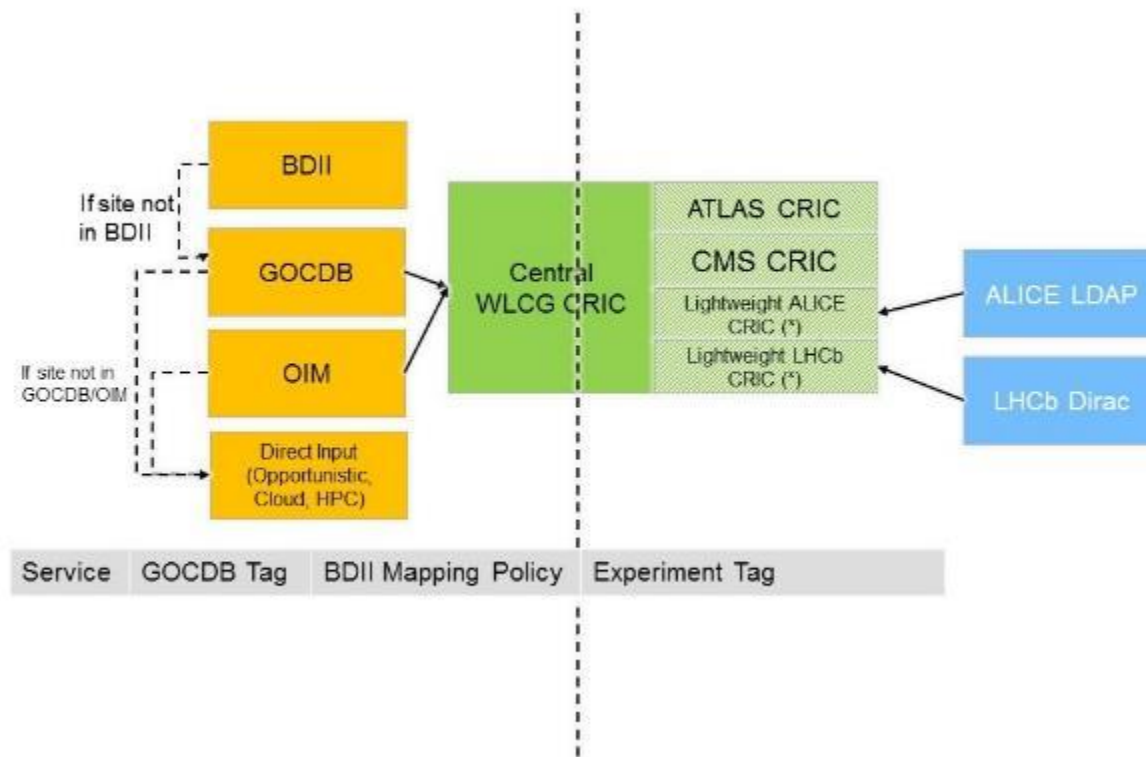 BDII
If site not
in BDII
GOCDB
OIM
If site not in
GOCDB/OIM
Direct Input
(Opportunistic,
Cloud, HPC)
Central
WLCG CRIC
ATLAS CRIC
CMS CRIC
Lightweight ALICE
CRIC (*)
Lightweight LHCb
CRIC (*)
ALICE LDAP
LHCb Dirac
Service GOCDB Tag BDII Mapping Policy Experiment Tag